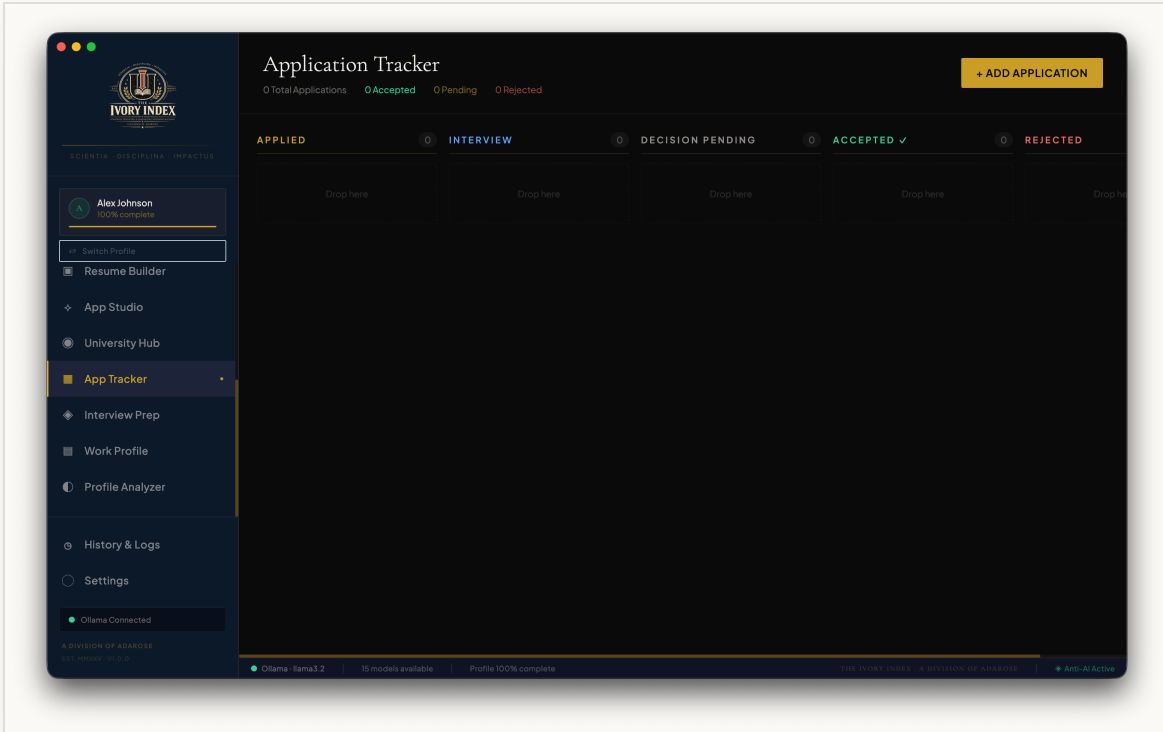 THE
IVORY INDEX
SCIENTIA · DISCIPLINA · IMPACTUS
A
Alex Johnson
100% complete
Switch Profile
Resume Builder
App Studio
University Hub
App Tracker
Interview Prep
Work Profile
Profile Analyzer
History & Logs
Settings
Ollama Connected
A DIVISION OF ADAROSE
Application Tracker
0 Total Applications 0 Accepted 0 Pending 0 Rejected
+ ADD APPLICATION
APPLIED 0 INTERVIEW 0 DECISION PENDING 0 ACCEPTED ✓ 0 REJECTED
Drop here Drop here Drop here Drop here Drop he
Ollama · llama3.2 15 models available Profile 100% complete THE IVORY INDEX · A DIVISION OF ADAROSE Anti-AI Active